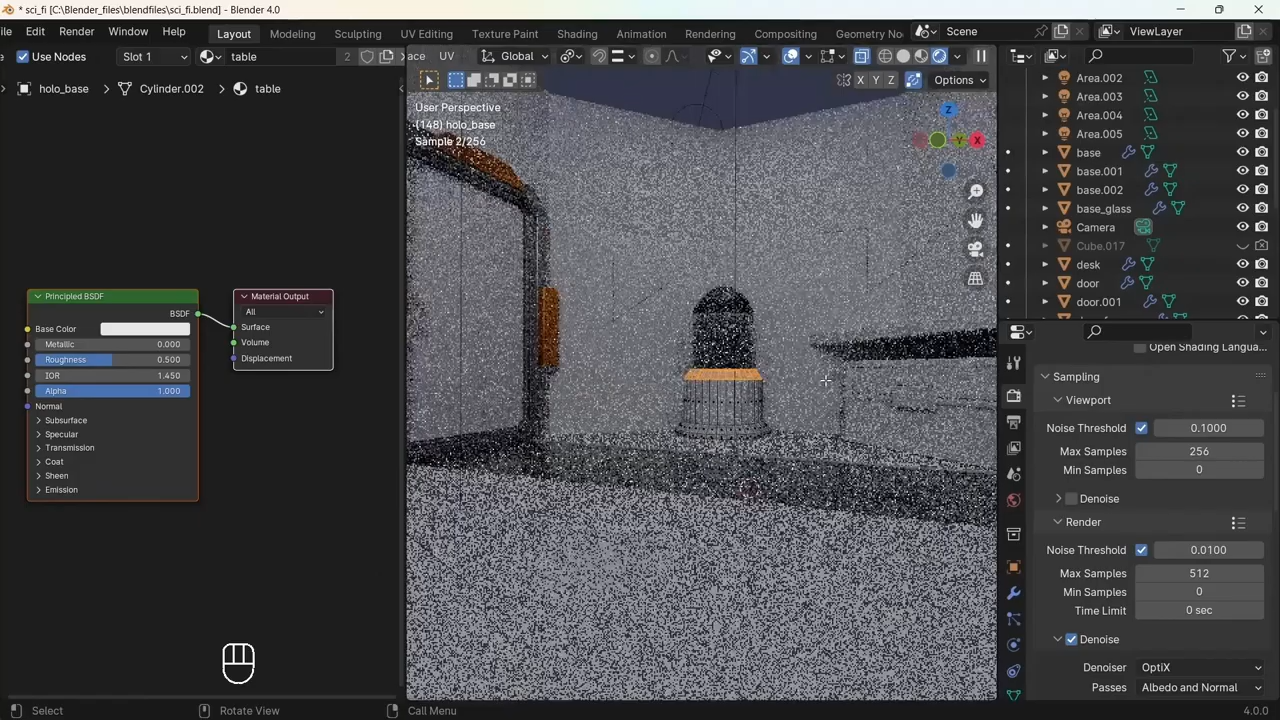 * sci_fi [C:\Blender_files\blendfiles\sci_fi.blend] - Blender 4.0
ile Edit Render Window Help Layout Modeling Sculpting UV Editing Texture Paint Shading Animation Rendering Compositing Geometry No Scene ViewLayer
Use Nodes Slot 1 table 2 ace UV Global
X Y Z Options
holo_base > Cylinder.002 > table
User Perspective
(148) holo_base
Sample 2/256
Z
Y
X
Principled BSDF
BSDF
Base Color
Metallic 0.000
Roughness 0.500
IOR 1.450
Alpha 1.000
Normal
Subsurface
Specular
Transmission
Coat
Sheen
Emission
Material Output
All
Surface
Volume
Displacement
Area.002
Area.003
Area.004
Area.005
base
base.001
base.002
base_glass
Camera
Cube.017
desk
door
door.001
Open Shading Langua...
Sampling
Viewport
Noise Threshold 0.1000
Max Samples 256
Min Samples 0
Denoise
Render
Noise Threshold 0.0100
Max Samples 512
Min Samples 0
Time Limit 0 sec
Denoise
Denoiser OptiX
Passes Albedo and Normal
Select Rotate View Call Menu 4.0.0